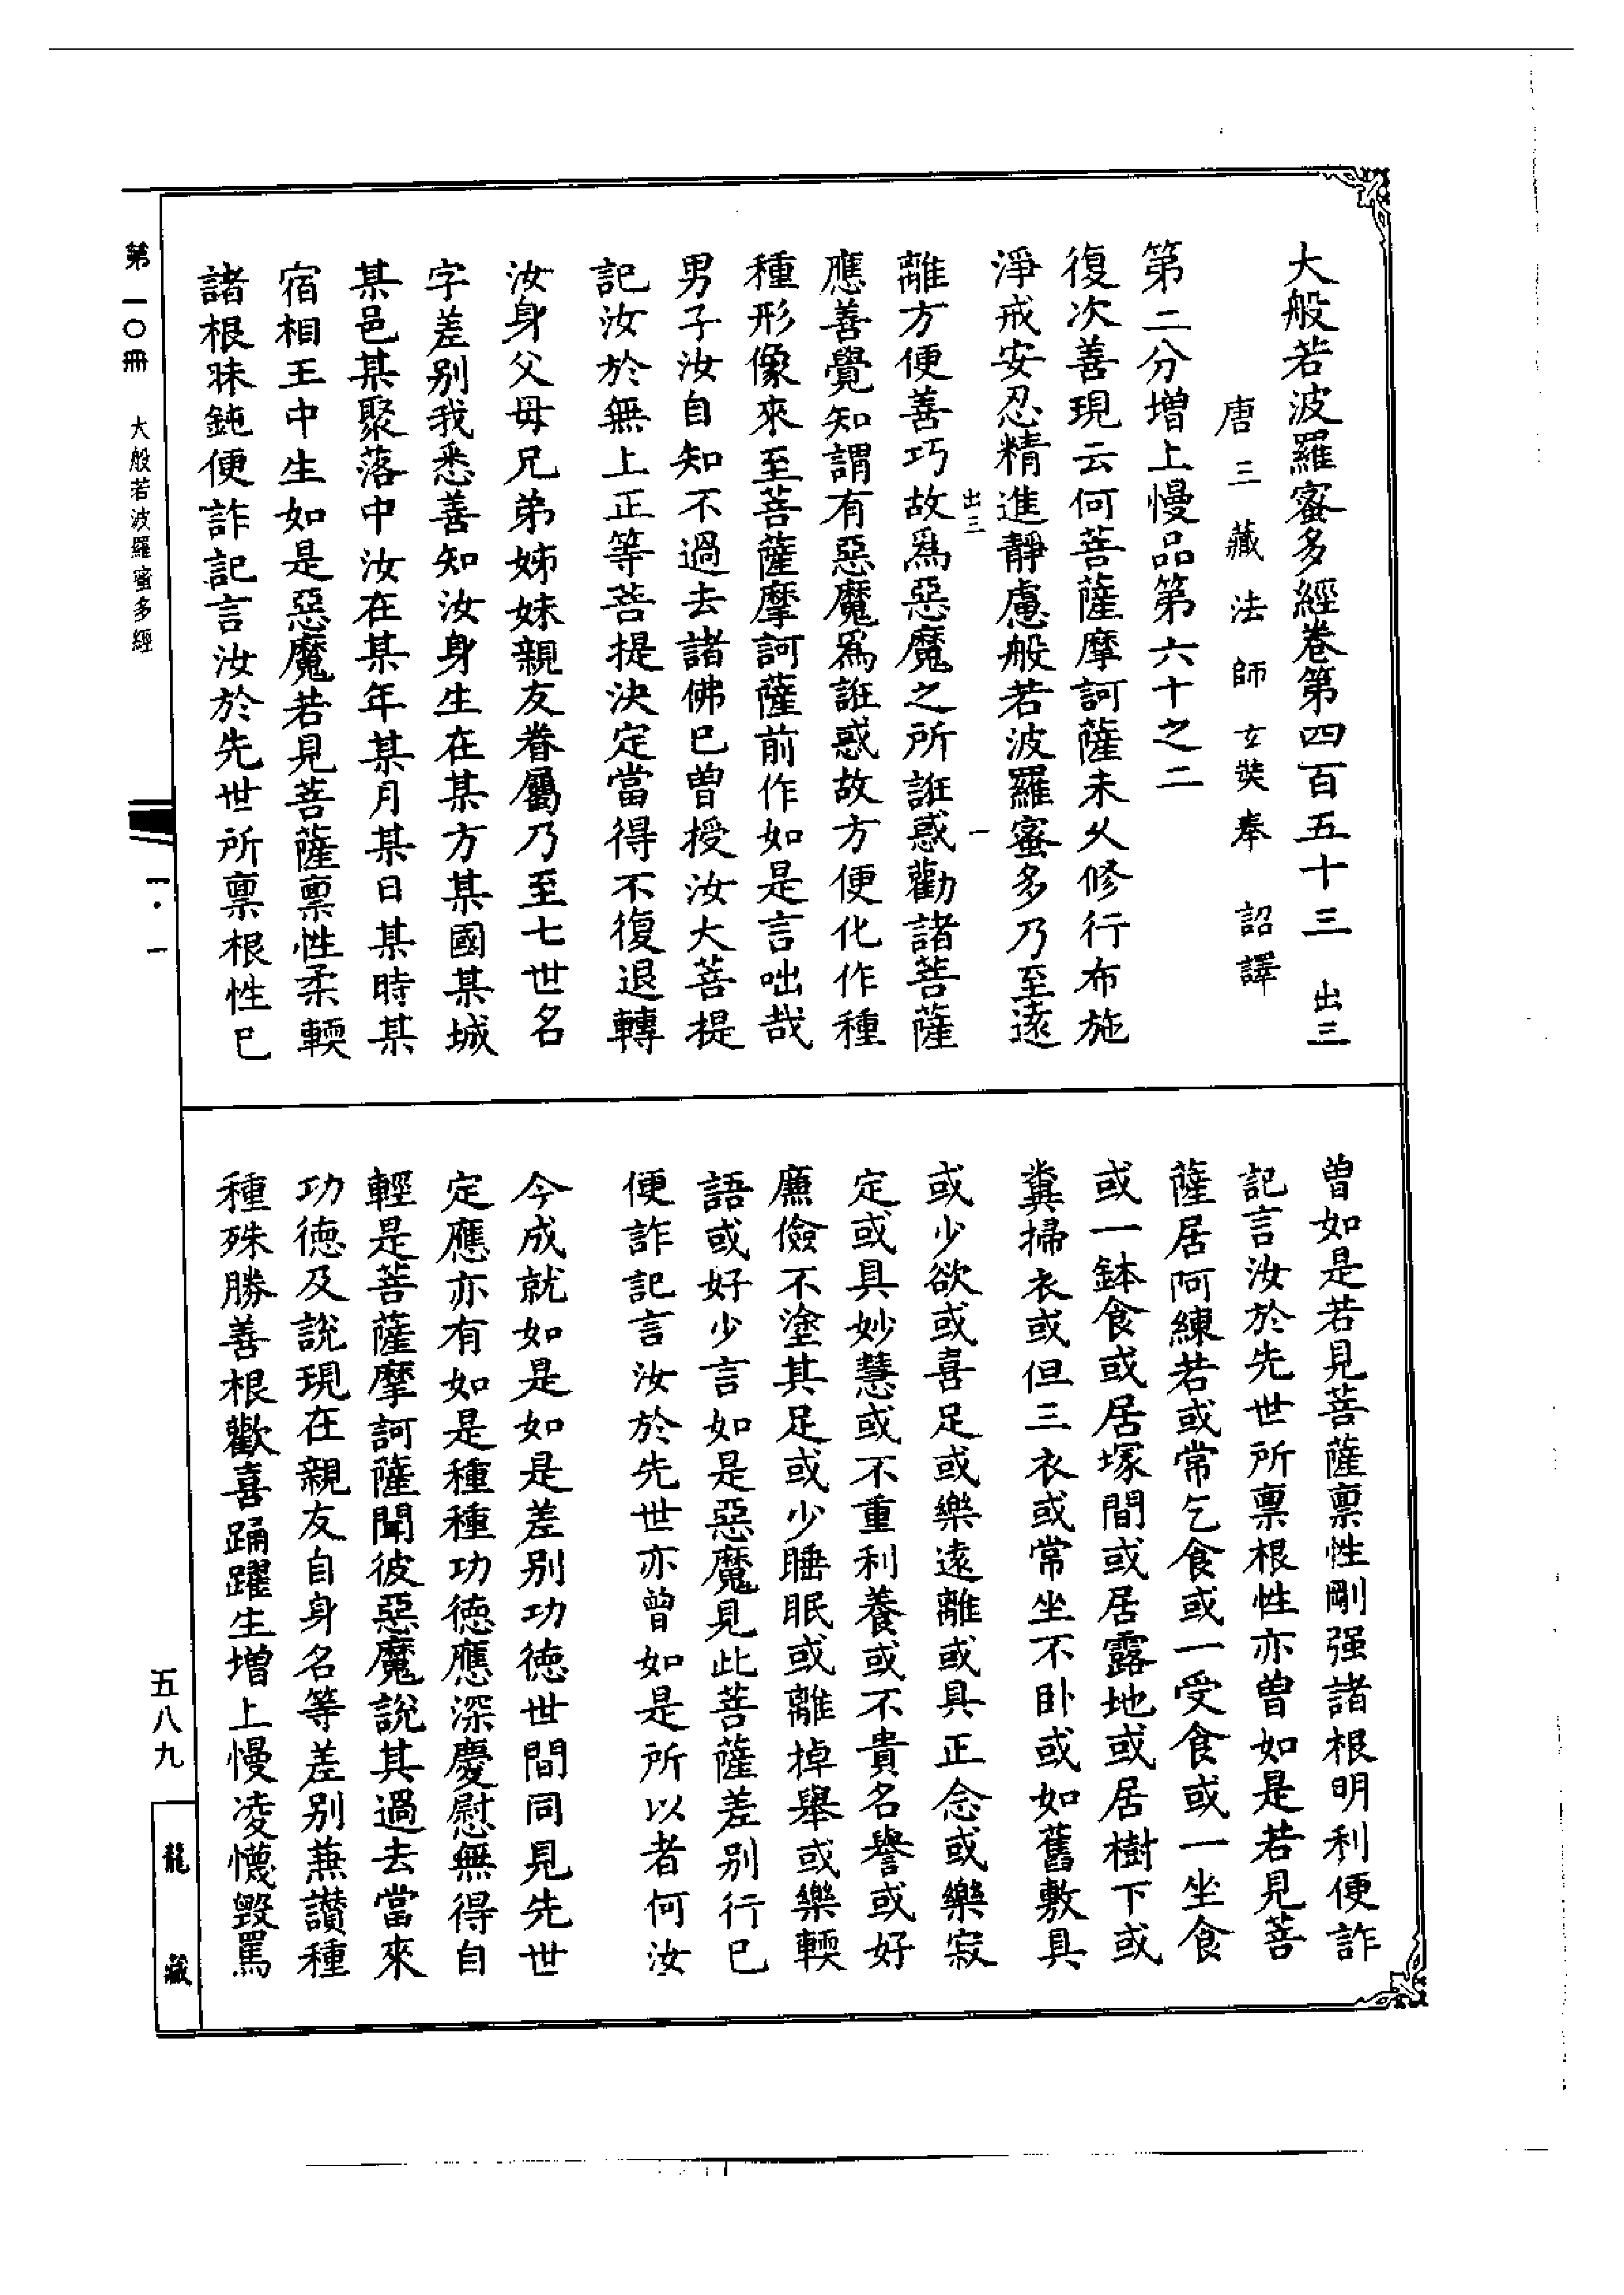 大般若波羅蜜多經卷第四百五十三　出三
唐三藏法師玄奘奉　詔譯
第二分增上慢品第六十之二
復次善現云何菩薩摩訶薩未久修行布施
淨戒安忍精進靜慮般若波羅蜜多乃至遠
出三　一
離方便善巧故爲惡魔之所誑惑勸諸菩薩
應善覺知謂有惡魔爲誑惑故方便化作種
種形像來至菩薩摩訶薩前作如是言咄哉
男子汝自知不過去諸佛已曾授汝大菩提
記汝於無上正等菩提決定當得不復退轉
汝身父母兄弟姊妹親友眷屬乃至七世名
字差别我悉善知汝身生在某方某國某城
某邑某聚落中汝在某年某月某日某時某
宿相王中生如是惡魔若見菩薩禀性柔輭
諸根昧鈍便詐記言汝於先世所禀根性已
曾如是若見菩薩禀性剛强諸根明利便詐
記言汝於先世所禀根性亦曾如是若見菩
薩居阿練若或常乞食或一受食或一坐食
或一鉢食或居塚間或居露地或居樹下或
糞掃衣或但三衣或常坐不卧或如舊敷具
或少欲或喜足或樂遠離或具正念或樂寂
定或具妙慧或不重利養或不貴名譽或好
廉儉不塗其足或少睡眠或離掉舉或樂輭
語或好少言如是惡魔見此菩薩差别行已
便詐記言汝於先世亦曾如是所以者何汝
今成就如是如是差别功德世間同見先世
定應亦有如是種種功德應深慶慰無得自
輕是菩薩摩訶薩聞彼惡魔說其過去當來
功德及說現在親友自身名等差别蕪讚種
種殊勝善根歡喜踊躍生增上慢凌懱毀罵
第一〇冊　大般若波羅蜜多經
一·一
五八九
龍藏